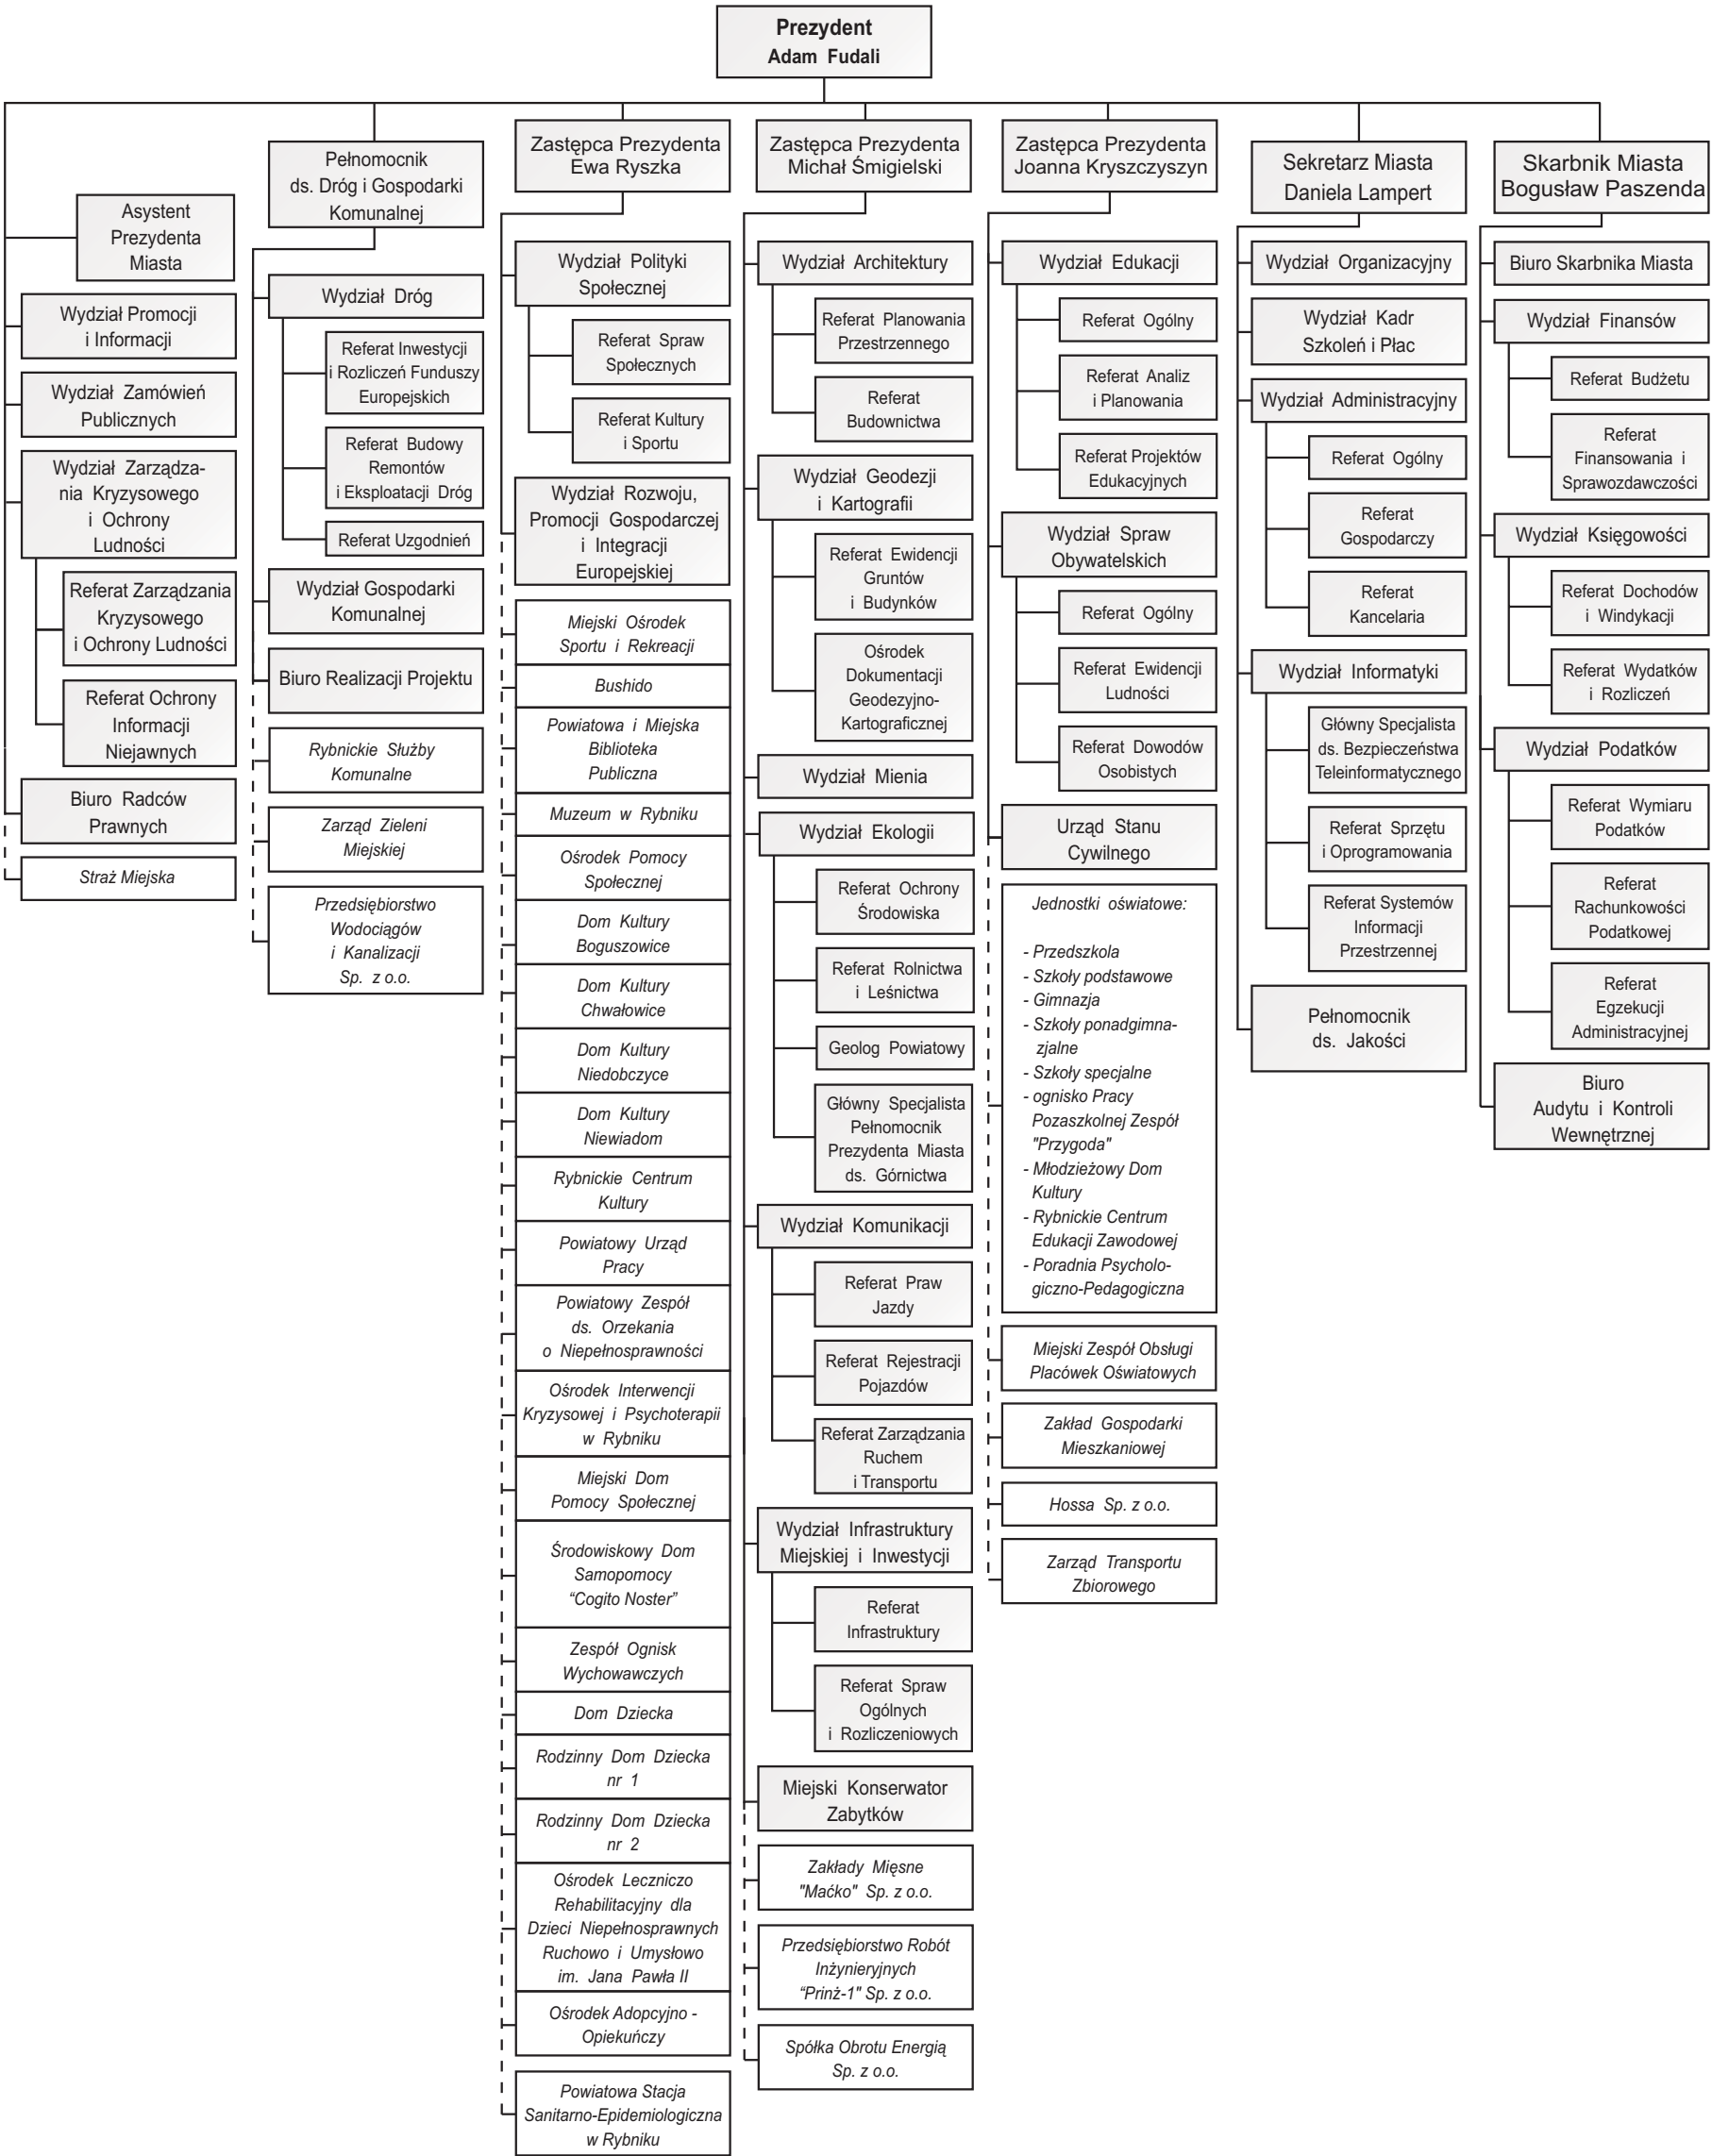 Prezydent
Adam Fudali
Asystent
Prezydenta
Miasta
Wydział Promocji
i Informacji
Wydział Zamówień
Publicznych
Wydział Zarządza-
nia Kryzysowego
i Ochrony
Ludności
Referat Zarządzania
Kryzysowego
i Ochrony Ludności
Referat Ochrony
Informacji
Niejawnych
Biuro Radców
Prawnych
Straż Miejska
Pełnomocnik
ds. Dróg i Gospodarki
Komunalnej
Wydział Dróg
Referat Inwestycji
i Rozliczeń Funduszy
Europejskich
Referat Budowy
Remontów
i Eksploatacji Dróg
Referat Uzgodnień
Wydział Gospodarki
Komunalnej
Biuro Realizacji Projektu
Rybnickie Służby
Komunalne
Zarząd Zieleni
Miejskiej
Przedsiębiorstwo
Wodociągów
i Kanalizacji
Sp. z o.o.
Zastępca Prezydenta
Ewa Ryszka
Wydział Polityki
Społecznej
Referat Spraw
Społecznych
Referat Kultury
i Sportu
Wydział Rozwoju,
Promocji Gospodarczej
i Integracji
Europejskiej
Miejski Ośrodek
Sportu i Rekreacji
Bushido
Powiatowa i Miejska
Biblioteka
Publiczna
Muzeum w Rybniku
Ośrodek Pomocy
Społecznej
Dom Kultury
Boguszowice
Dom Kultury
Chwałowice
Dom Kultury
Niedobczyce
Dom Kultury
Niewiadom
Rybnickie Centrum
Kultury
Powiatowy Urząd
Pracy
Powiatowy Zespół
ds. Orzekania
o Niepełnosprawności
Ośrodek Interwencji
Kryzysowej i Psychoterapii
w Rybniku
Miejski Dom
Pomocy Społecznej
Środowiskowy Dom
Samopomocy
“Cogito Noster”
Zespół Ognisk
Wychowawczych
Dom Dziecka
Rodzinny Dom Dziecka
nr 1
Rodzinny Dom Dziecka
nr 2
Ośrodek Leczniczo
Rehabilitacyjny dla
Dzieci Niepełnosprawnych
Ruchowo i Umysłowo
im. Jana Pawła II
Ośrodek Adopcyjno -
Opiekuńczy
Powiatowa Stacja
Sanitarno-Epidemiologiczna
w Rybniku
Zastępca Prezydenta
Michał Śmigielski
Wydział Architektury
Referat Planowania
Przestrzennego
Referat
Budownictwa
Wydział Geodezji
i Kartografii
Referat Ewidencji
Gruntów
i Budynków
Ośrodek
Dokumentacji
Geodezyjno-
Kartograficznej
Wydział Mienia
Wydział Ekologii
Referat Ochrony
Środowiska
Referat Rolnictwa
i Leśnictwa
Geolog Powiatowy
Główny Specjalista
Pełnomocnik
Prezydenta Miasta
ds. Górnictwa
Wydział Komunikacji
Referat Praw
Jazdy
Referat Rejestracji
Pojazdów
Referat Zarządzania
Ruchem
i Transportu
Wydział Infrastruktury
Miejskiej i Inwestycji
Referat
Infrastruktury
Referat Spraw
Ogólnych
i Rozliczeniowych
Miejski Konserwator
Zabytków
Zakłady Mięsne
"Maćko" Sp. z o.o.
Przedsiębiorstwo Robót
Inżynieryjnych
“Prinż-1" Sp. z o.o.
Spółka Obrotu Energią
Sp. z o.o.
Zastępca Prezydenta
Joanna Kryszczyszyn
Wydział Edukacji
Referat Ogólny
Referat Analiz
i Planowania
Referat Projektów
Edukacyjnych
Wydział Spraw
Obywatelskich
Referat Ogólny
Referat Ewidencji
Ludności
Referat Dowodów
Osobistych
Urząd Stanu
Cywilnego
Jednostki oświatowe:
- Przedszkola
- Szkoły podstawowe
- Gimnazja
- Szkoły ponadgimna-
zjalne
- Szkoły specjalne
- ognisko Pracy
Pozaszkolnej Zespół
"Przygoda"
- Młodzieżowy Dom
Kultury
- Rybnickie Centrum
Edukacji Zawodowej
- Poradnia Psycholo-
giczno-Pedagogiczna
Miejski Zespół Obsługi
Placówek Oświatowych
Zakład Gospodarki
Mieszkaniowej
Hossa Sp. z o.o.
Zarząd Transportu
Zbiorowego
Sekretarz Miasta
Daniela Lampert
Wydział Organizacyjny
Wydział Kadr
Szkoleń i Płac
Wydział Administracyjny
Referat Ogólny
Referat
Gospodarczy
Referat
Kancelaria
Wydział Informatyki
Główny Specjalista
ds. Bezpieczeństwa
Teleinformatycznego
Referat Sprzętu
i Oprogramowania
Referat Systemów
Informacji
Przestrzennej
Pełnomocnik
ds. Jakości
Skarbnik Miasta
Bogusław Paszenda
Biuro Skarbnika Miasta
Wydział Finansów
Referat Budżetu
Referat
Finansowania i
Sprawozdawczości
Wydział Księgowości
Referat Dochodów
i Windykacji
Referat Wydatków
i Rozliczeń
Wydział Podatków
Referat Wymiaru
Podatków
Referat
Rachunkowości
Podatkowej
Referat
Egzekucji
Administracyjnej
Biuro
Audytu i Kontroli
Wewnętrznej